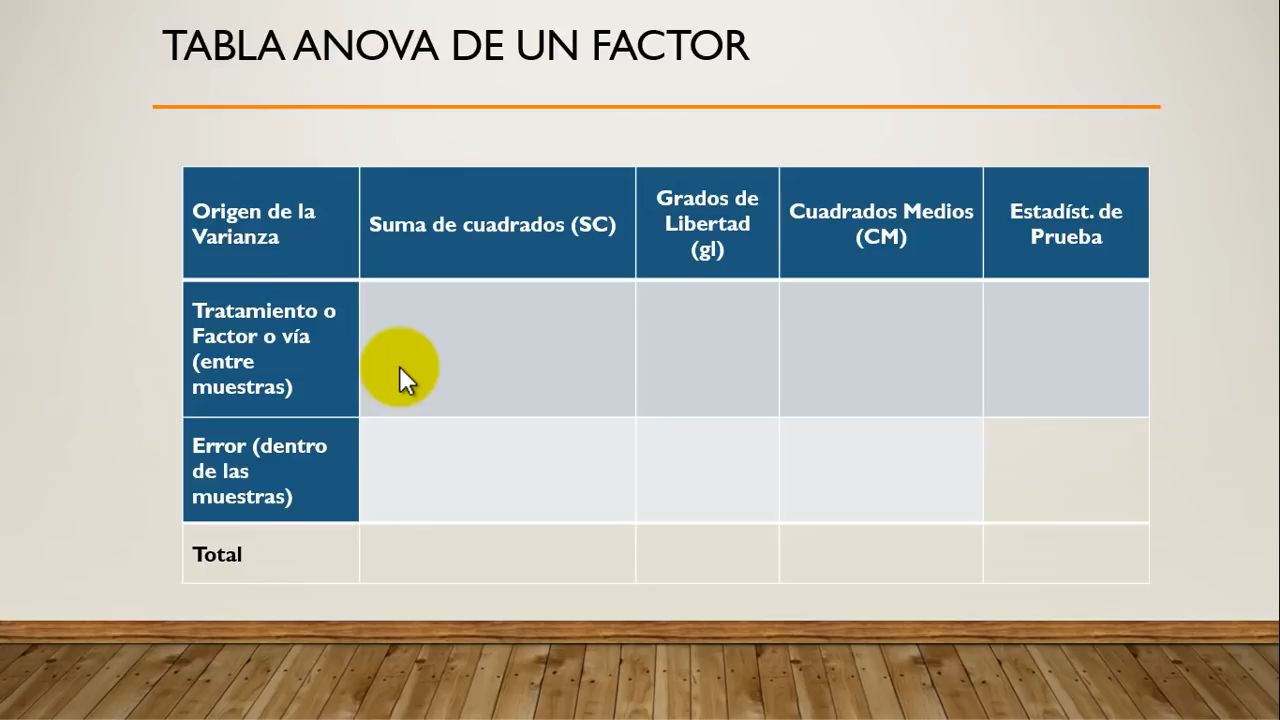 TABLA ANOVA DE UN FACTOR
Origen de la
Varianza
Suma de cuadrados (SC)
Grados de
Libertad
(gl)
Cuadrados Medios
(CM)
Estadíst. de
Prueba
Tratamiento o
Factor o vía
(entre
muestras)
Error (dentro
de las
muestras)
Total